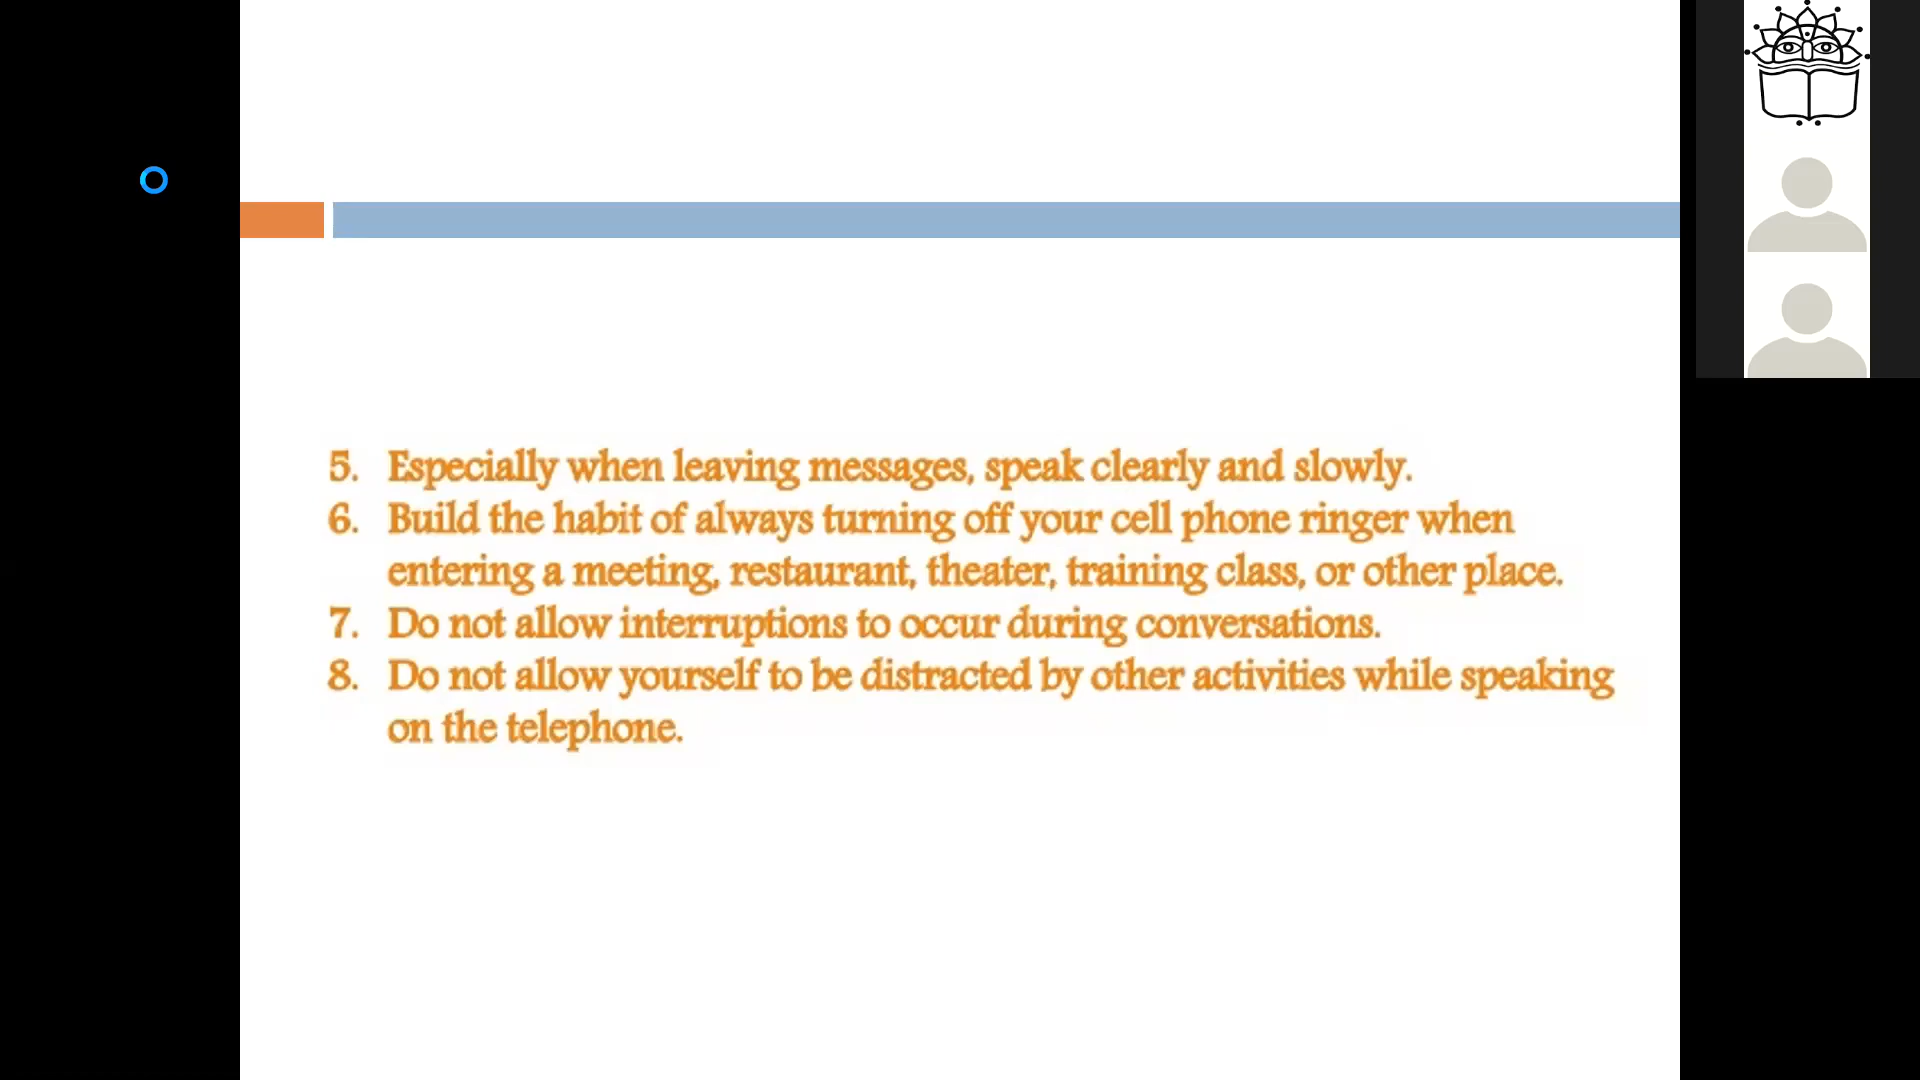 5. Especially when leaving messages, speak clearly and slowly.
6. Build the habit of always turning off your cell phone ringer when
entering a meeting, restaurant, theater, training class, or other place.
7. Do not allow interruptions to occur during conversations.
8. Do not allow yourself to be distracted by other activities while speaking
on the telephone.